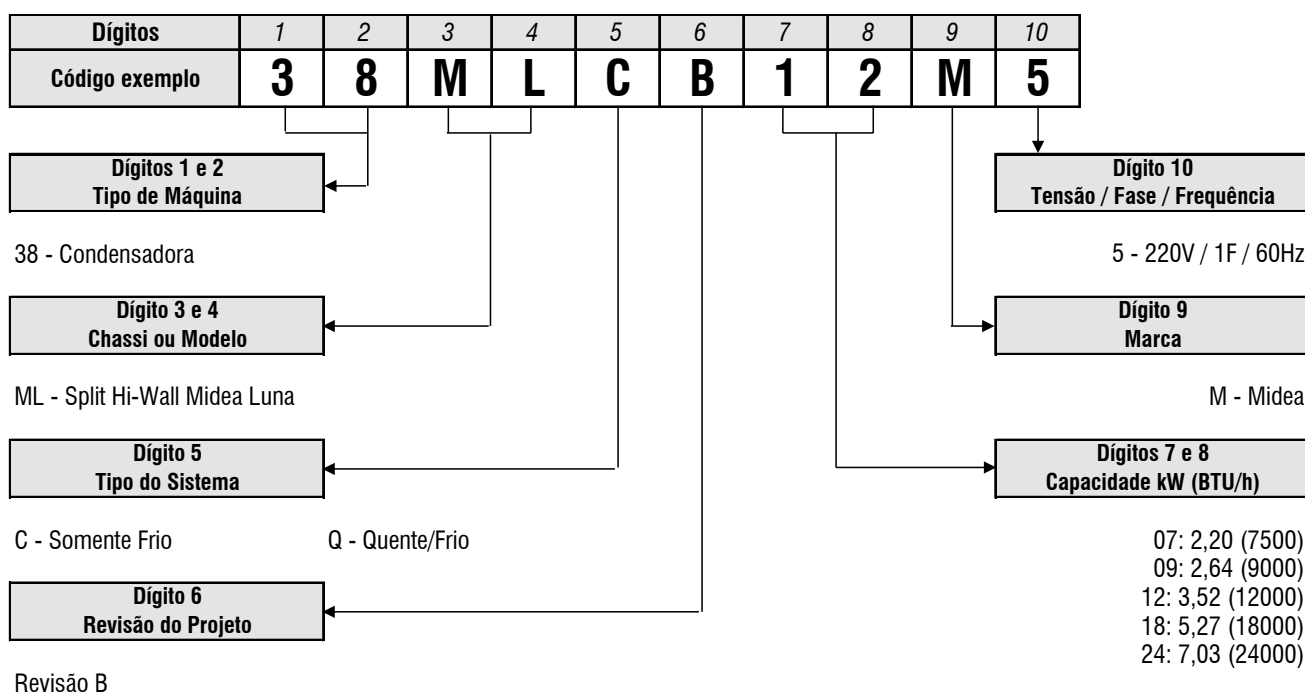 Dígitos 1 2 3 4 5 6 7 8 9 10
Código exemplo 3 8 M L C B 1 2 M 5
Dígitos 1 e 2
Tipo de Máquina
38 - Condensadora
Dígito 3 e 4
Chassi ou Modelo
ML - Split Hi-Wall Midea Luna
Dígito 5
Tipo do Sistema
C - Somente Frio Q - Quente/Frio
Dígito 6
Revisão do Projeto
Revisão B
Dígito 10
Tensão / Fase / Frequência
5 - 220V / 1F / 60Hz
Dígito 9
Marca
M - Midea
Dígitos 7 e 8
Capacidade kW (BTU/h)
07: 2,20 (7500)
09: 2,64 (9000)
12: 3,52 (12000)
18: 5,27 (18000)
24: 7,03 (24000)